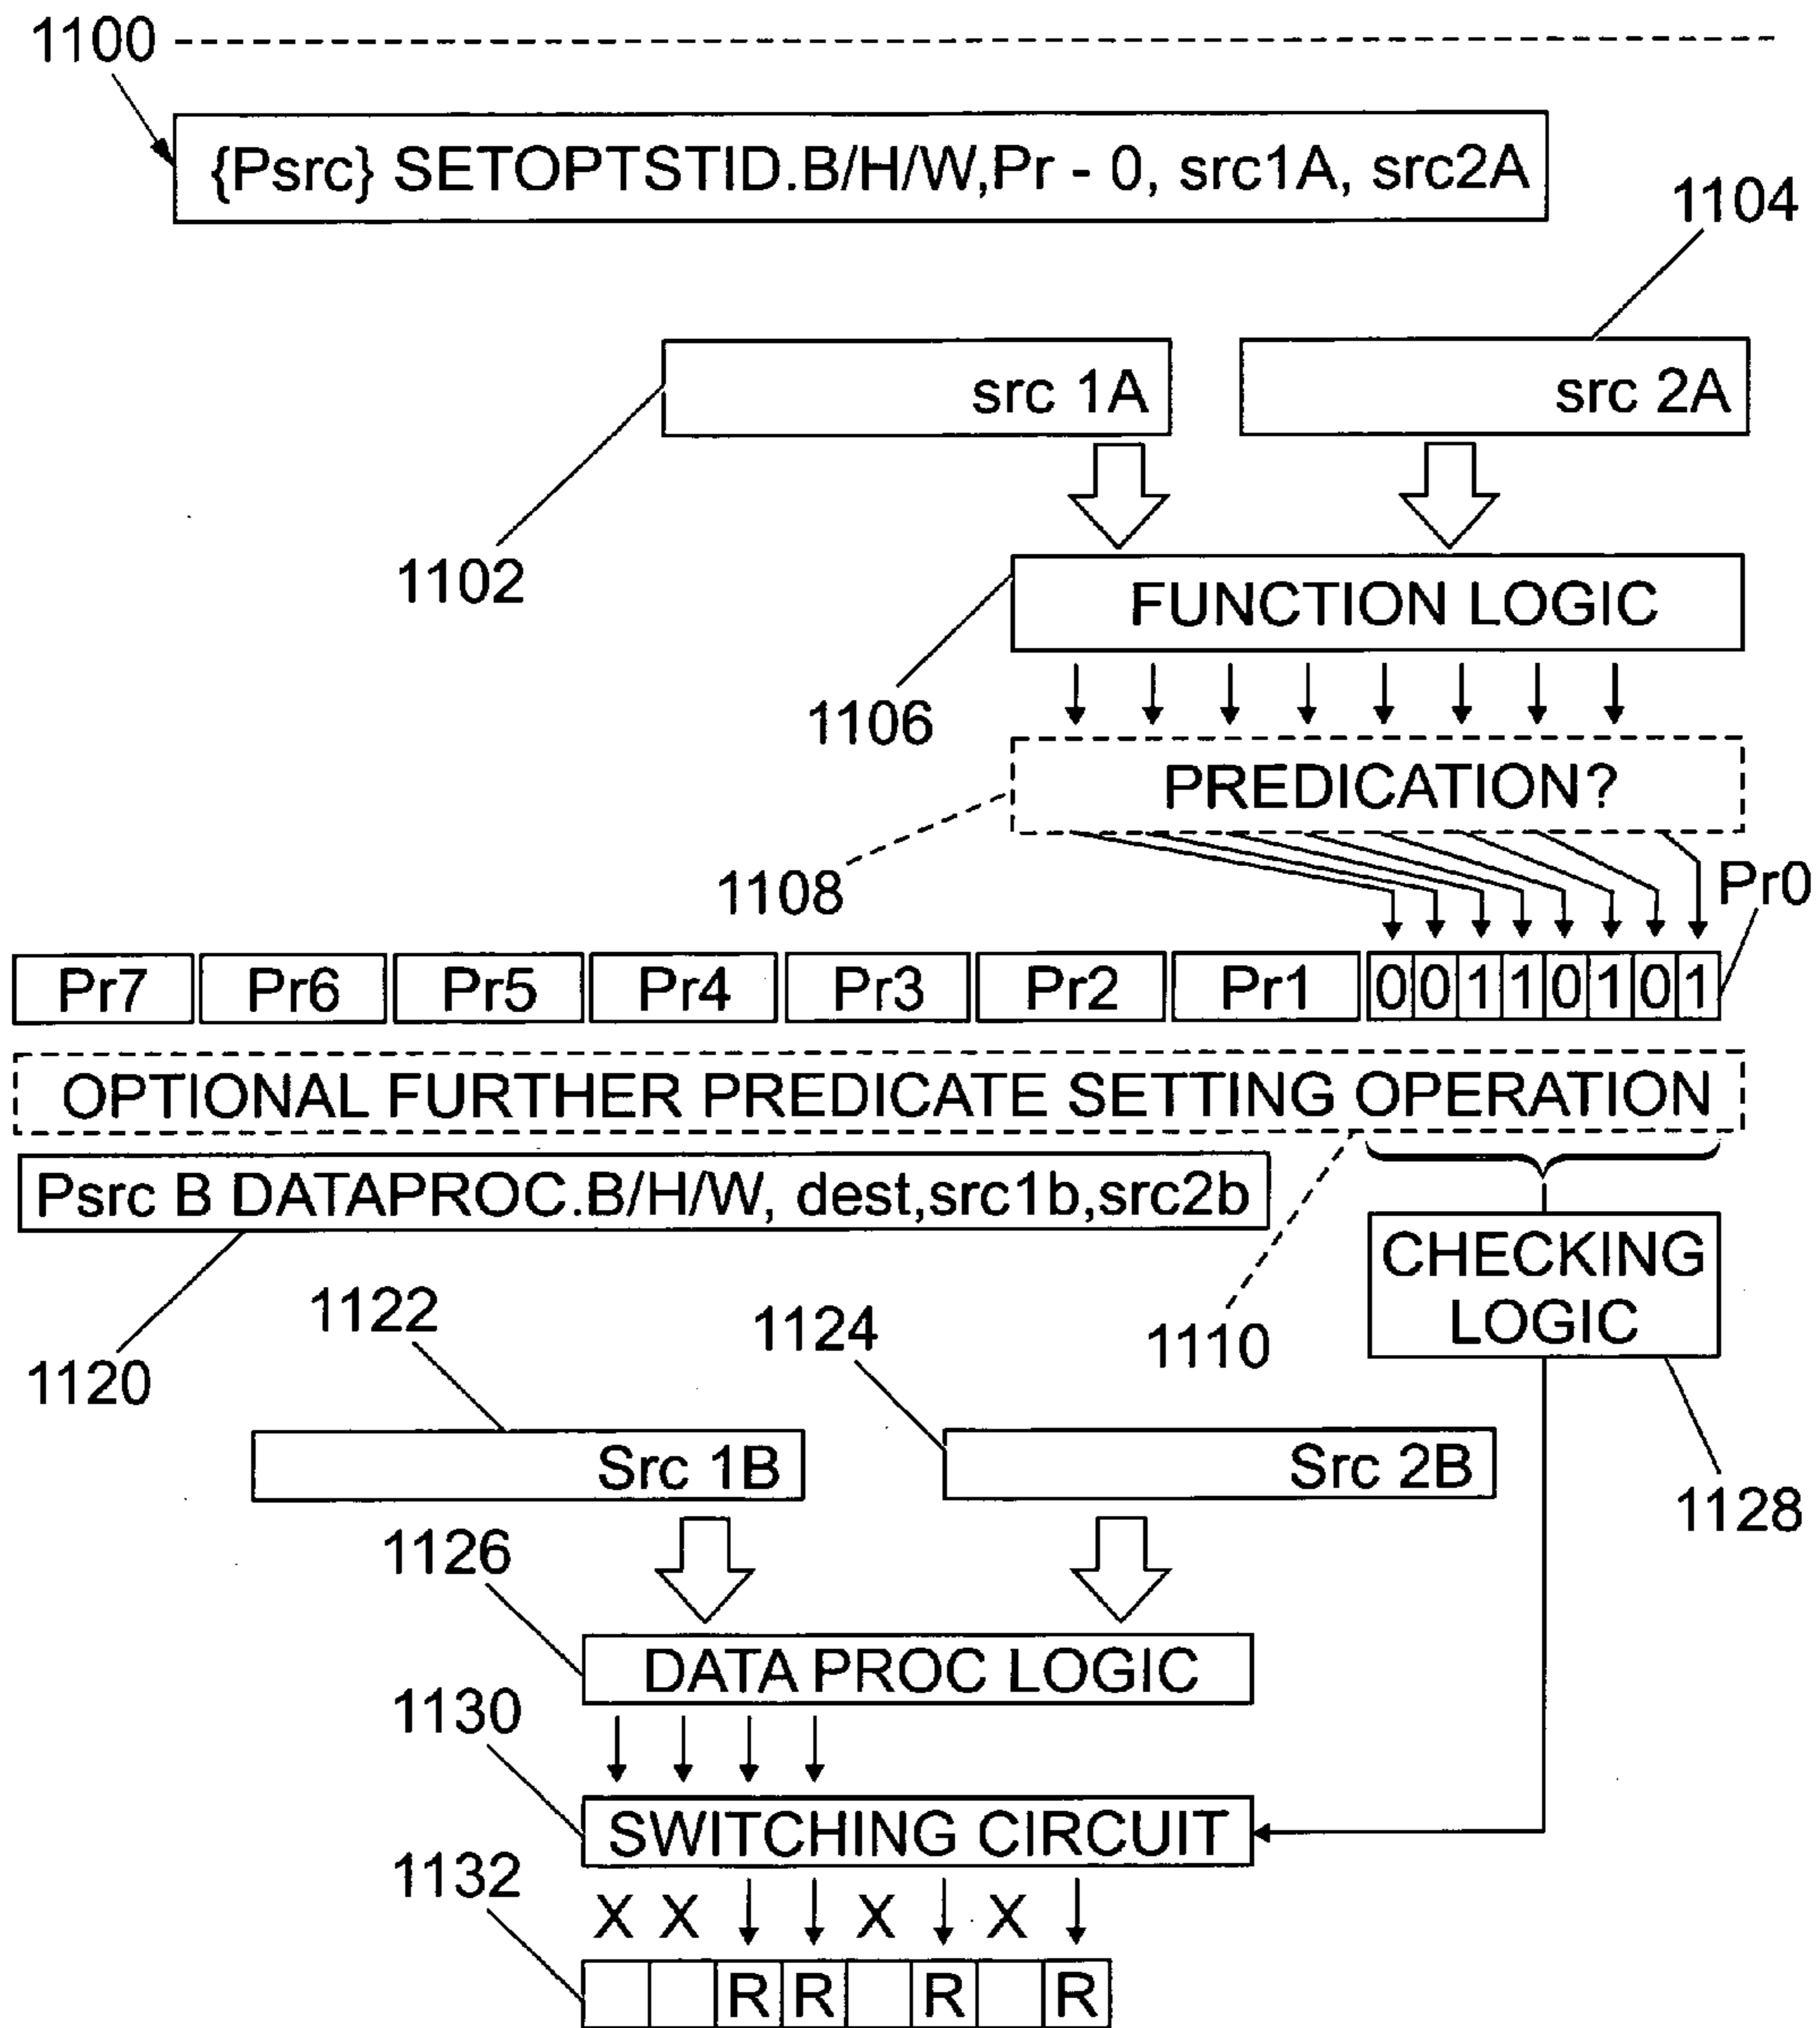 1100
{Psrc} SETOPTSTID.B/H/W,Pr - 0, src1A, src2A
1104
src 1A
src 2A
1102
FUNCTION LOGIC
1106
PREDICATION?
1108
Pr0
Pr7 Pr6 Pr5 Pr4 Pr3 Pr2 Pr1 0 0 1 1 0 1 0 1
OPTIONAL FURTHER PREDICATE SETTING OPERATION
Psrc B DATAPROC.B/H/W, dest,src1b,src2b
CHECKING
LOGIC
1122
1124
1110
1120
Src 1B
Src 2B
1128
1126
DATA PROC LOGIC
1130
SWITCHING CIRCUIT
1132
X X X X
R R R R